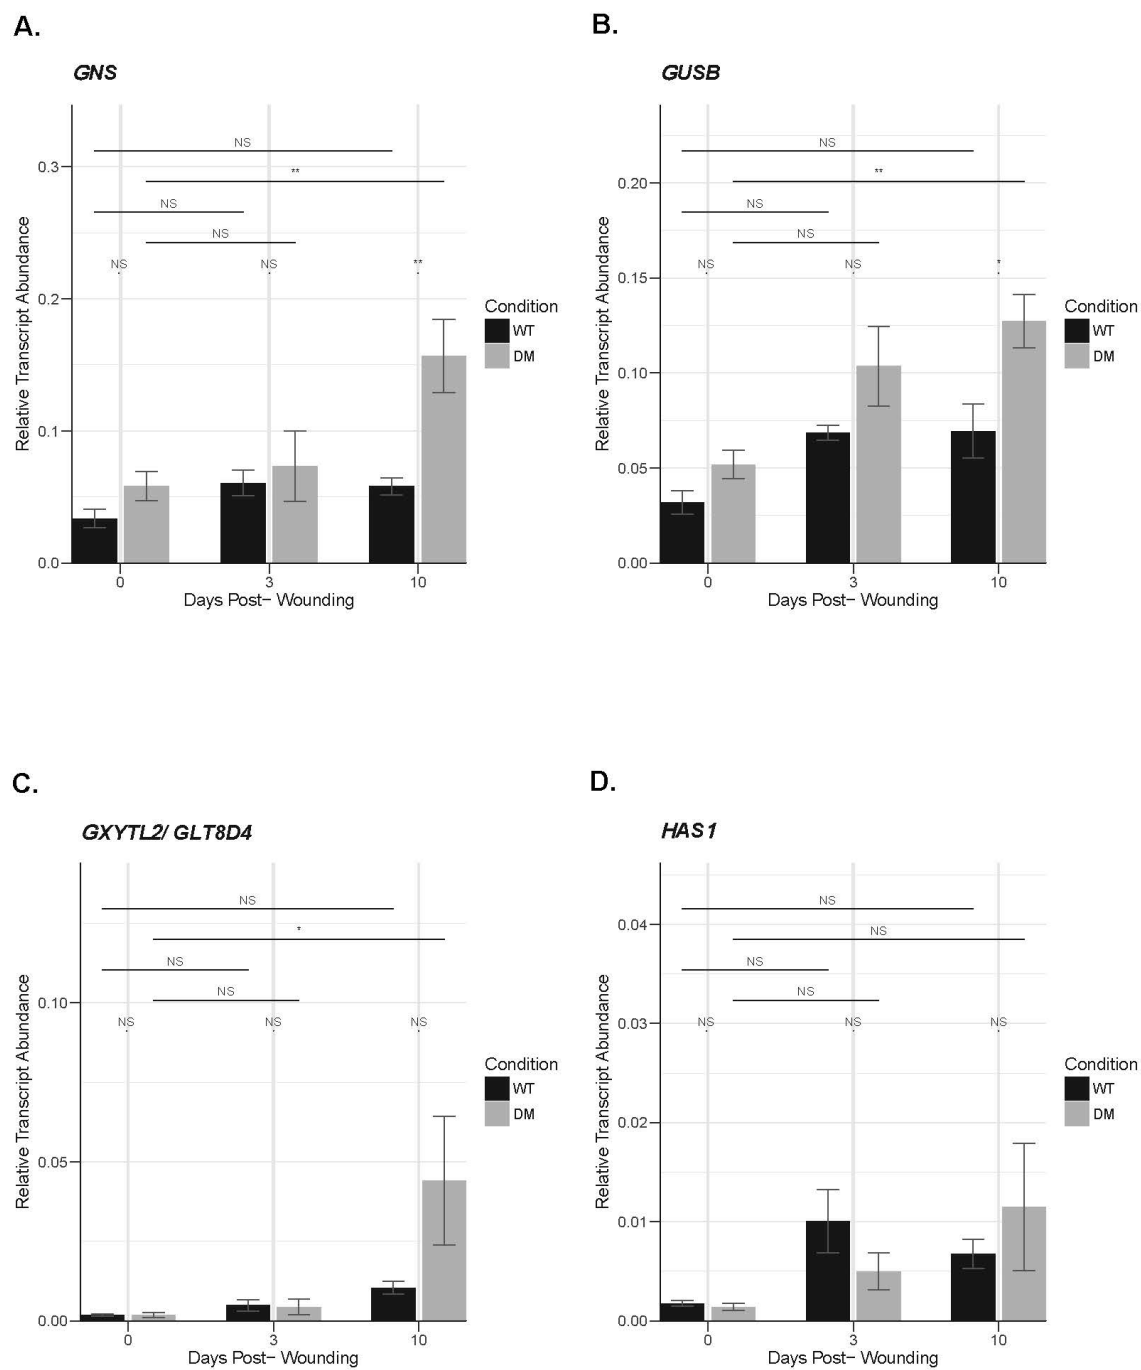 A.
GNS
NS
0.3
**
NS
NS
NS
NS
**
0.2
0.1
0.0
0
3
10
Relative Transcript Abundance
Days Post− Wounding
Condition
WT
DM
B.
GUSB
NS
0.20
**
NS
NS
NS
NS
*
0.15
0.10
0.05
0.00
0
3
10
Relative Transcript Abundance
Days Post− Wounding
Condition
WT
DM
C.
GXYTL2/ GLT8D4
NS
*
NS
NS
0.10
NS
NS
NS
0.05
0.00
0
3
10
Relative Transcript Abundance
Days Post− Wounding
Condition
WT
DM
D.
HAS1
NS
0.04
NS
NS
NS
0.03
NS
NS
NS
0.02
0.01
0.00
0
3
10
Relative Transcript Abundance
Days Post− Wounding
Condition
WT
DM